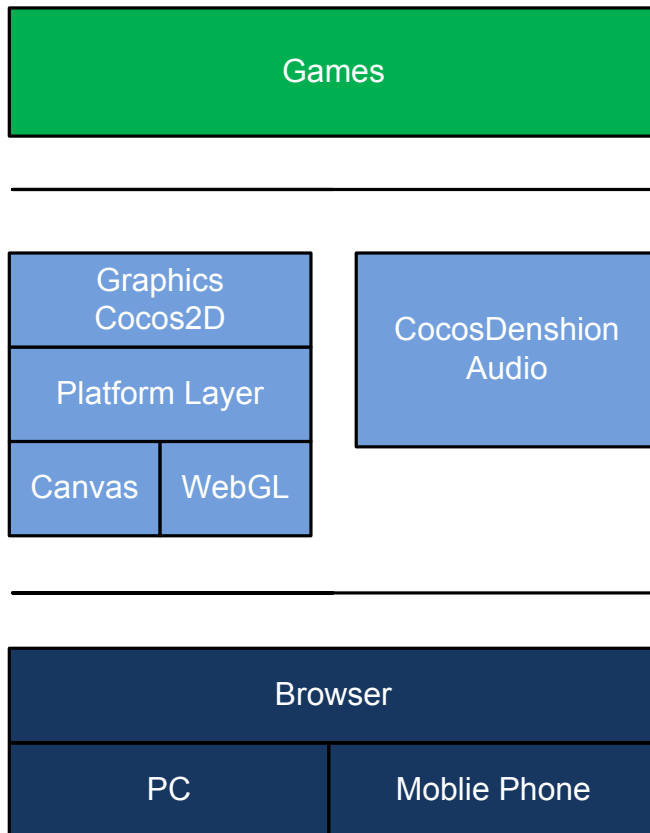 Games
Graphics
Cocos2D
CocosDenshion
Audio
Platform Layer
Canvas
WebGL
Browser
PC
Moblie Phone